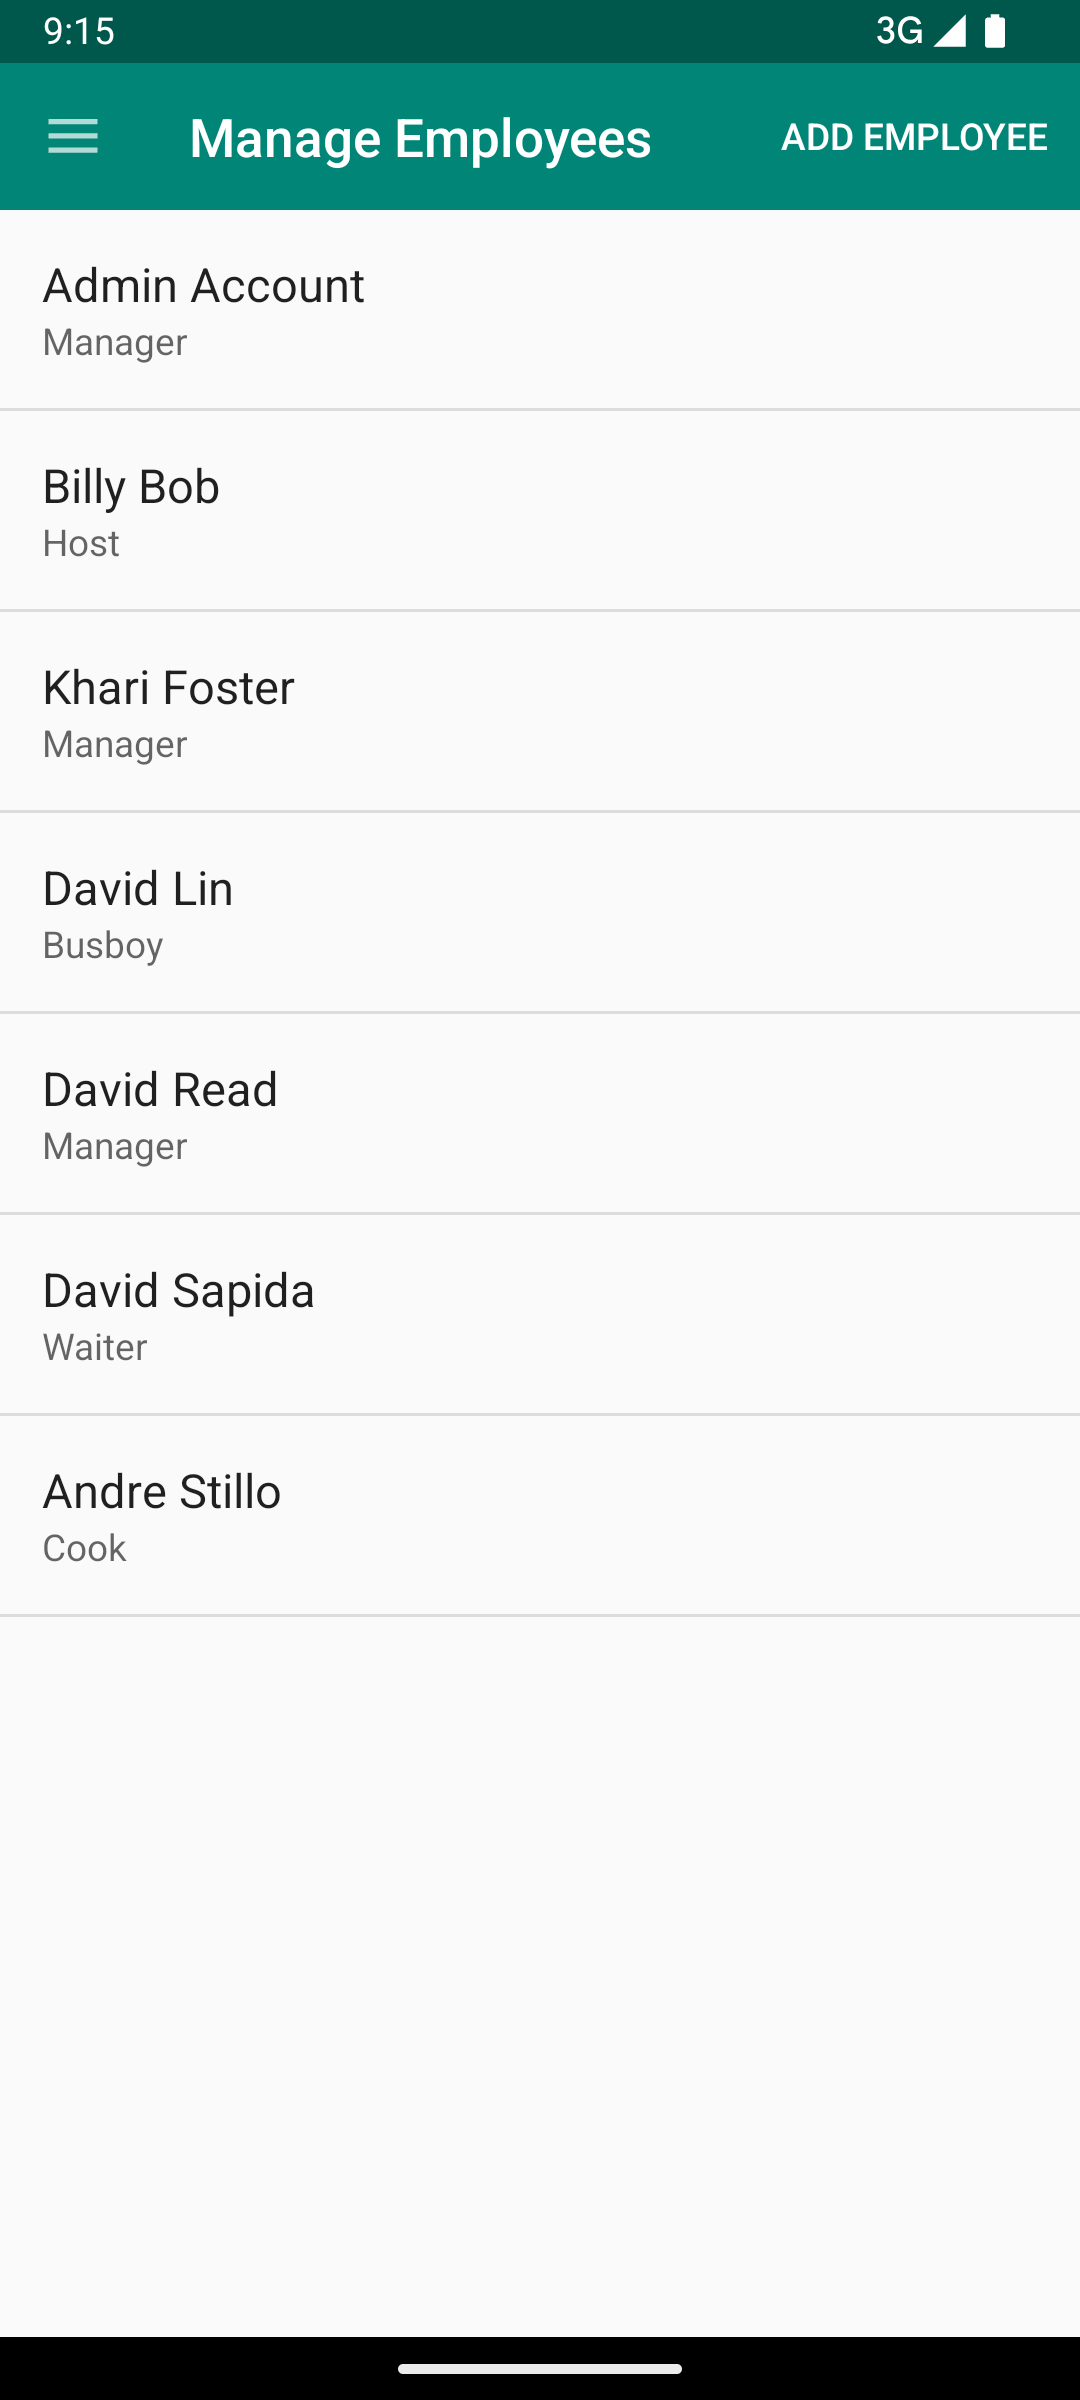 9:15
3G
Manage Employees
ADD EMPLOYEE
Admin Account
Manager
Billy Bob
Host
Khari Foster
Manager
David Lin
Busboy
David Read
Manager
David Sapida
Waiter
Andre Stillo
Cook